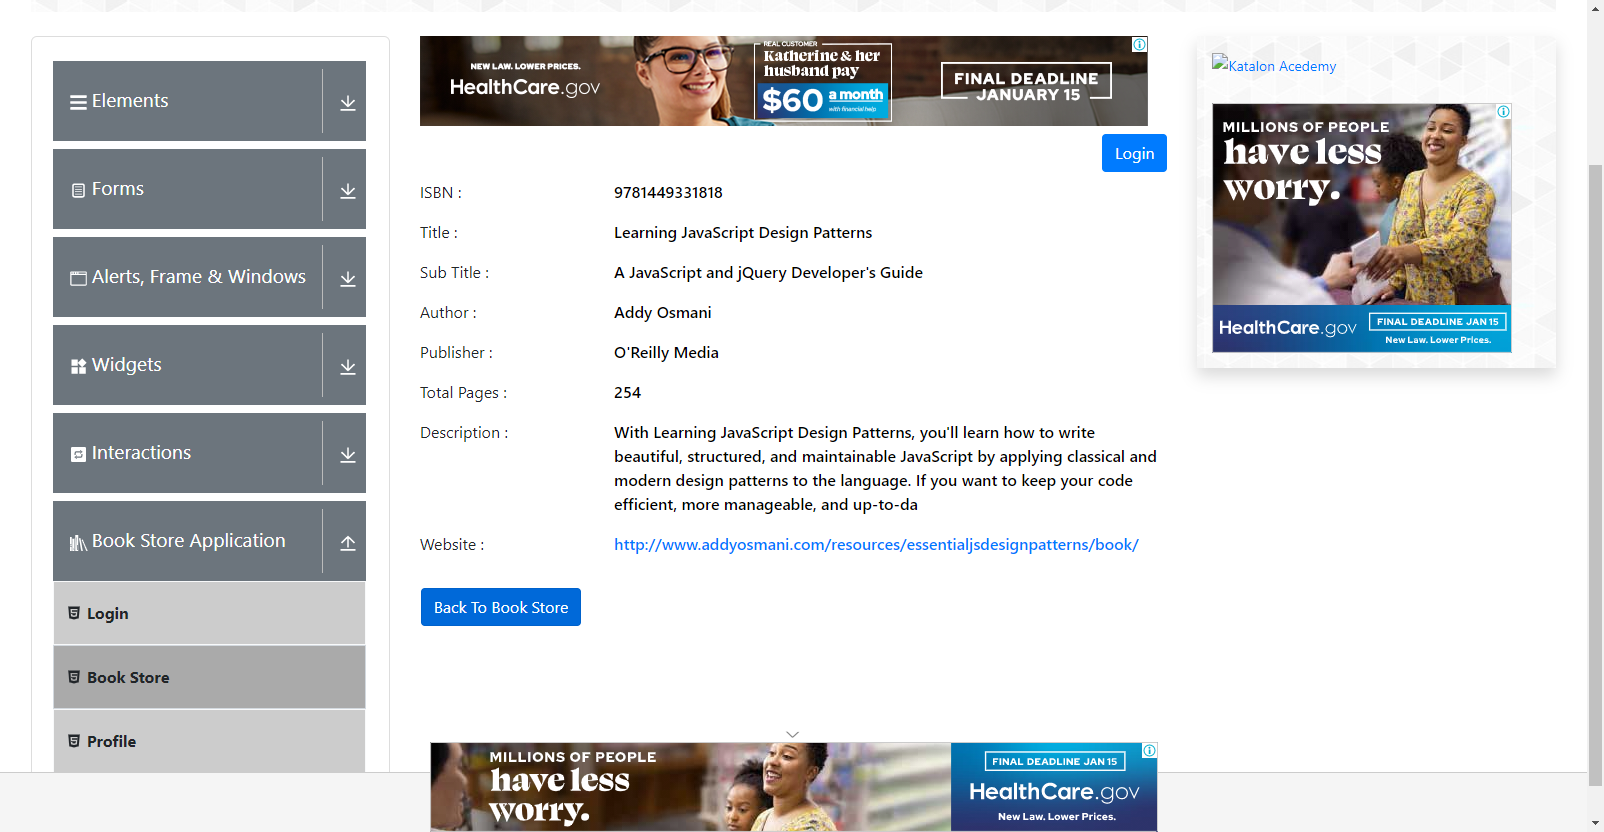 Elements
Forms
Alerts, Frame & Windows
Widgets
Interactions
Book Store Application
Login
Book Store
Profile
NEW LAW. LOWER PRICES.
HealthCare.gov
REAL CUSTOMER
Katherine & her
husband pay
$60 a month
with financial help
FINAL DEADLINE
JANUARY 15
Login
ISBN :
9781449331818
Title :
Learning JavaScript Design Patterns
Sub Title :
A JavaScript and jQuery Developer's Guide
Author :
Addy Osmani
Publisher :
O'Reilly Media
Total Pages :
254
Description :
With Learning JavaScript Design Patterns, you'll learn how to write
beautiful, structured, and maintainable JavaScript by applying classical and
modern design patterns to the language. If you want to keep your code
efficient, more manageable, and up-to-da
Website :
http://www.addyosmani.com/resources/essentialjsdesignpatterns/book/
Back To Book Store
MILLIONS OF PEOPLE
have less
worry.
FINAL DEADLINE JAN 15
HealthCare.gov
New Law. Lower Prices.
Katalon Acedemy
MILLIONS OF PEOPLE
have less
worry.
HealthCare.gov
FINAL DEADLINE JAN 15
New Law. Lower Prices.